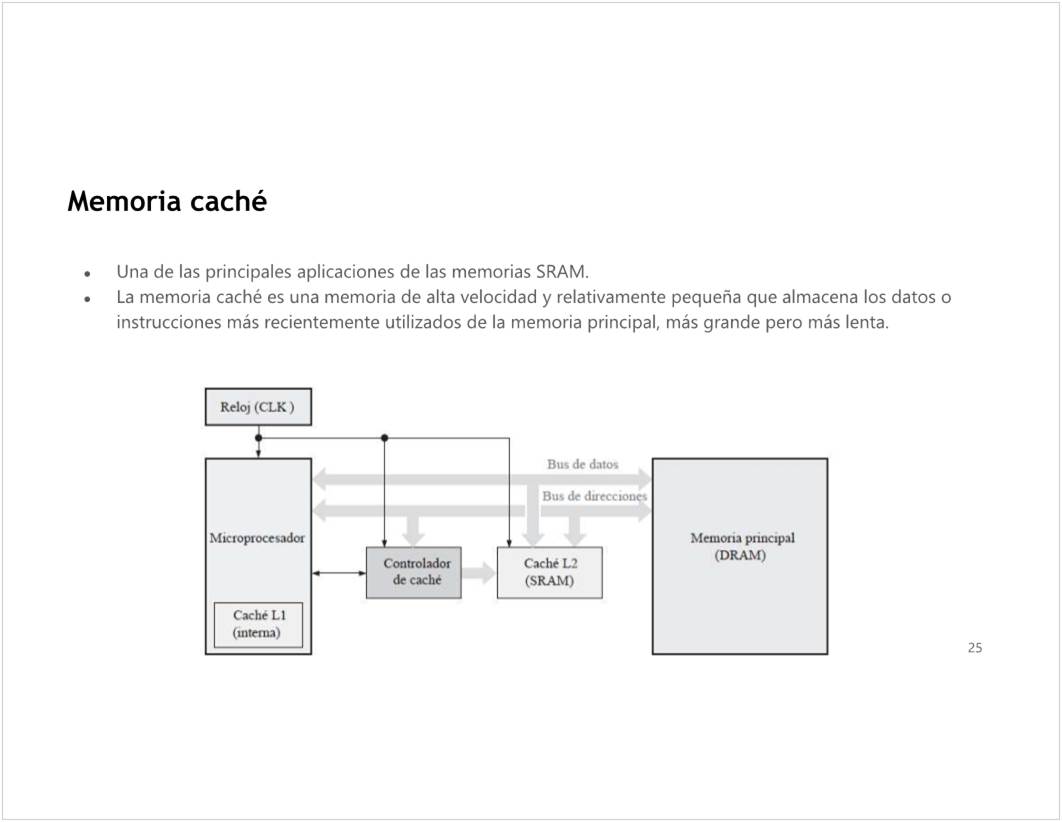 Memoria caché
● Una de las principales aplicaciones de las memorias SRAM.
● La memoria caché es una memoria de alta velocidad y relativamente pequeña que almacena los datos o
instrucciones más recientemente utilizados de la memoria principal, más grande pero más lenta.
Reloj (CLK )
Bus de datos
Bus de direcciones
Microprocesador
Memoria principal
(DRAM)
Controlador
de caché
Caché L2
(SRAM)
Caché L1
(interna)
25